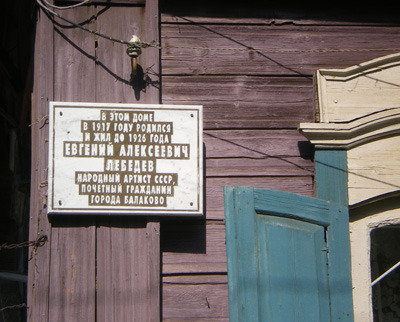 В ЭТОМ ДОМЕ
В 1917 ГОДУ РОДИЛСЯ
И ЖИЛ ДО 1926 ГОДА
ЕВГЕНИЙ АЛЕКСЕЕВИЧ
ЛЕБЕДЕВ
НАРОДНЫЙ АРТИСТ СССР,
ПОЧЕТНЫЙ ГРАЖДАНИН
ГОРОДА БАЛАКОВО